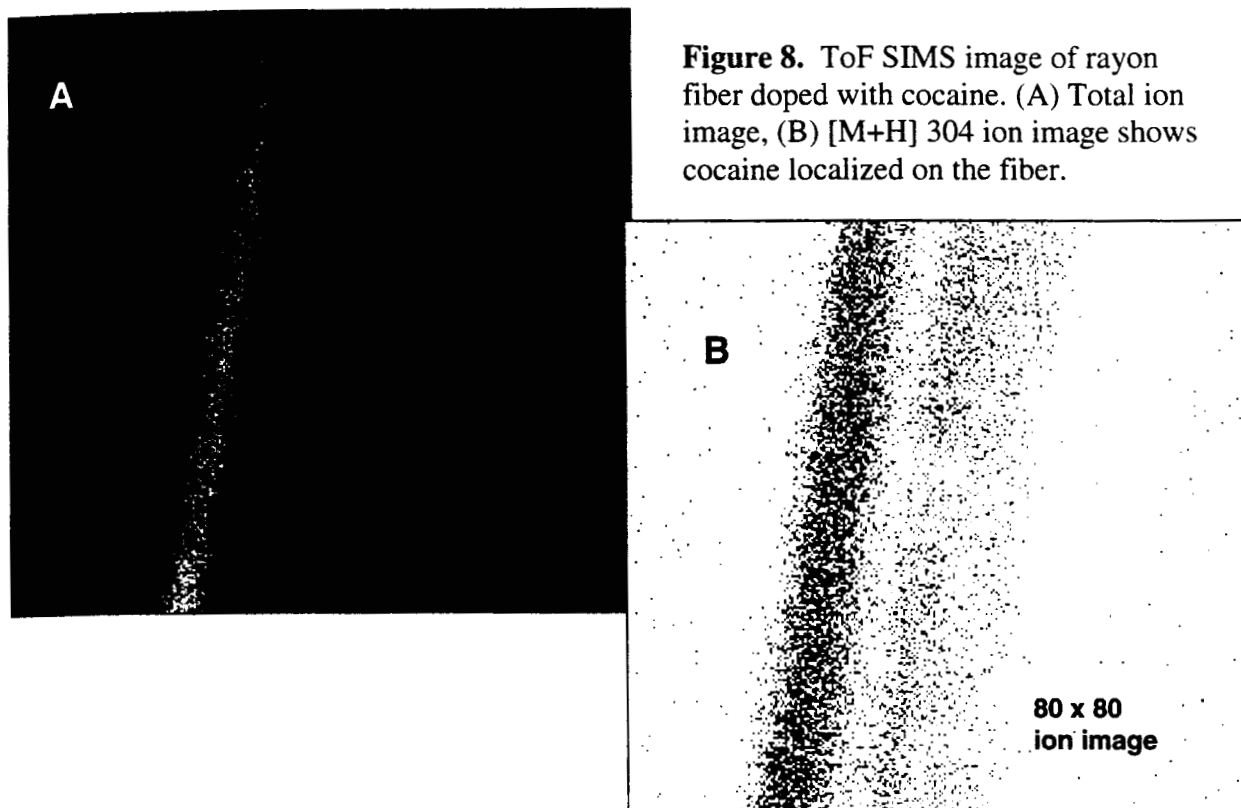 A
Figure 8. ToF SIMS image of rayon
fiber doped with cocaine. (A) Total ion
image, (B) [M+H] 304 ion image shows
cocaine localized on the fiber.
B
80 x 80
ion image